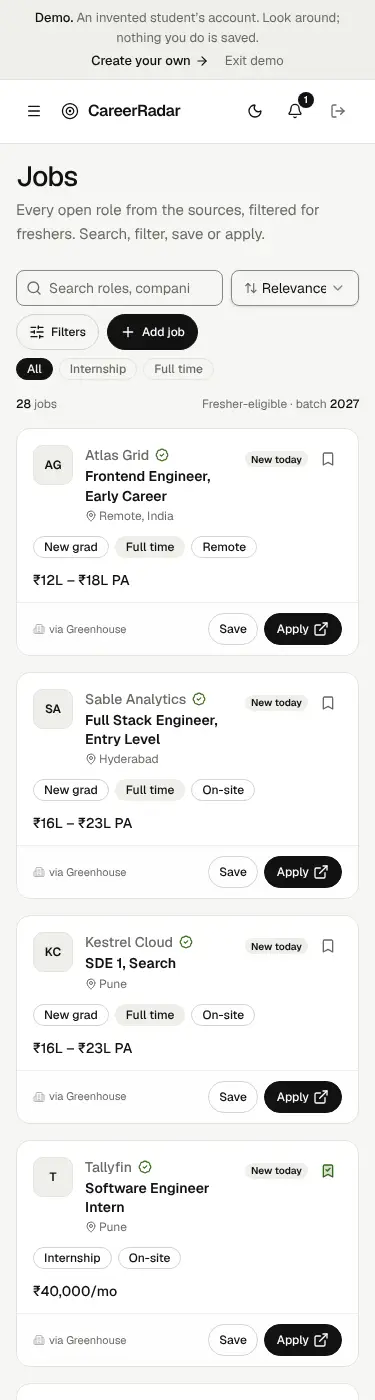 Demo. An invented student's account. Look around;
nothing you do is saved.
Create your own → Exit demo
CareerRadar
1
Jobs
Every open role from the sources, filtered for
freshers. Search, filter, save or apply.
Search roles, compani
Relevance
Filters
Add job
All
Internship
Full time
28 jobs
Fresher-eligible · batch 2027
AG
Atlas Grid
New today
Frontend Engineer,
Early Career
Remote, India
New grad
Full time
Remote
₹12L – ₹18L PA
via Greenhouse
Save
Apply
SA
Sable Analytics
New today
Full Stack Engineer,
Entry Level
Hyderabad
New grad
Full time
On-site
₹16L – ₹23L PA
via Greenhouse
Save
Apply
KC
Kestrel Cloud
New today
SDE 1, Search
Pune
New grad
Full time
On-site
₹16L – ₹23L PA
via Greenhouse
Save
Apply
T
Tallyfin
New today
Software Engineer
Intern
Pune
Internship
On-site
₹40,000/mo
via Greenhouse
Save
Apply